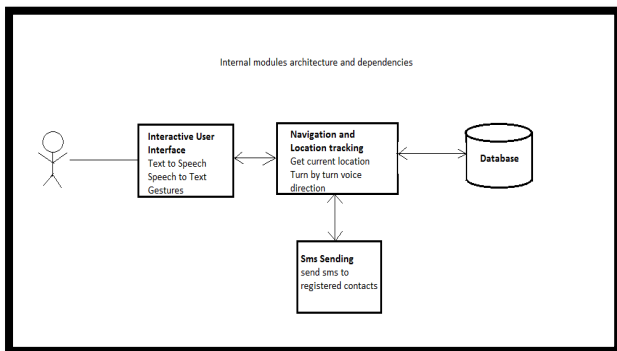 Internal modules architecture and dependencies
Interactive User
Interface
Text to Speech
Speech to Text
Gestures
Navigation and
Location tracking
Get current location
Turn by turn voice
direction
Database
Sms Sending
send sms to
registered contacts